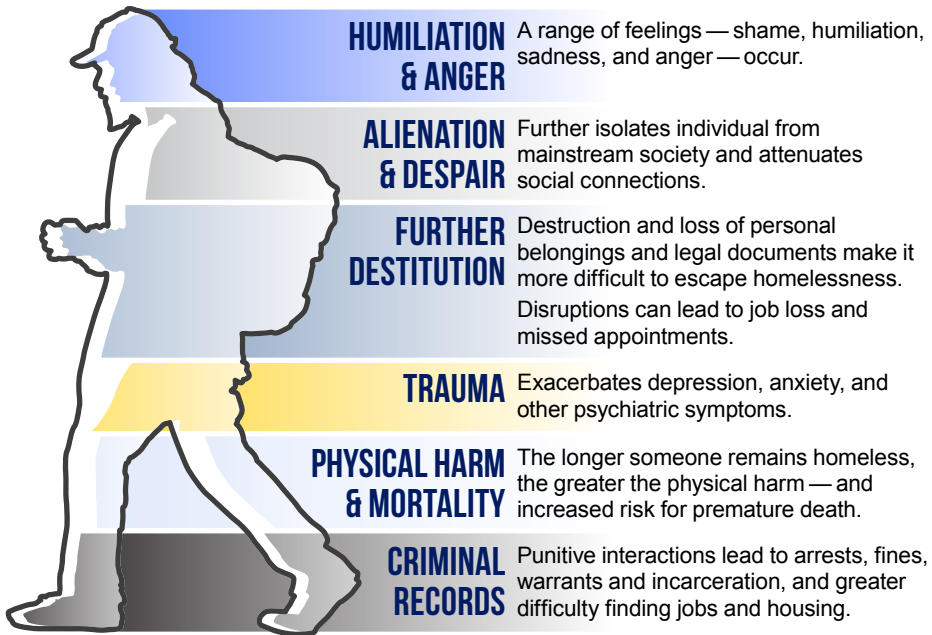 HUMILIATION
& ANGER
A range of feelings — shame, humiliation,
sadness, and anger — occur.
ALIENATION
& DESPAIR
Further isolates individual from
mainstream society and attenuates
social connections.
FURTHER
DESTITUTION
Destruction and loss of personal
belongings and legal documents make it
more difficult to escape homelessness.
Disruptions can lead to job loss and
missed appointments.
TRAUMA
Exacerbates depression, anxiety, and
other psychiatric symptoms.
PHYSICAL HARM
& MORTALITY
The longer someone remains homeless,
the greater the physical harm — and
increased risk for premature death.
CRIMINAL
RECORDS
Punitive interactions lead to arrests, fines,
warrants and incarceration, and greater
difficulty finding jobs and housing.